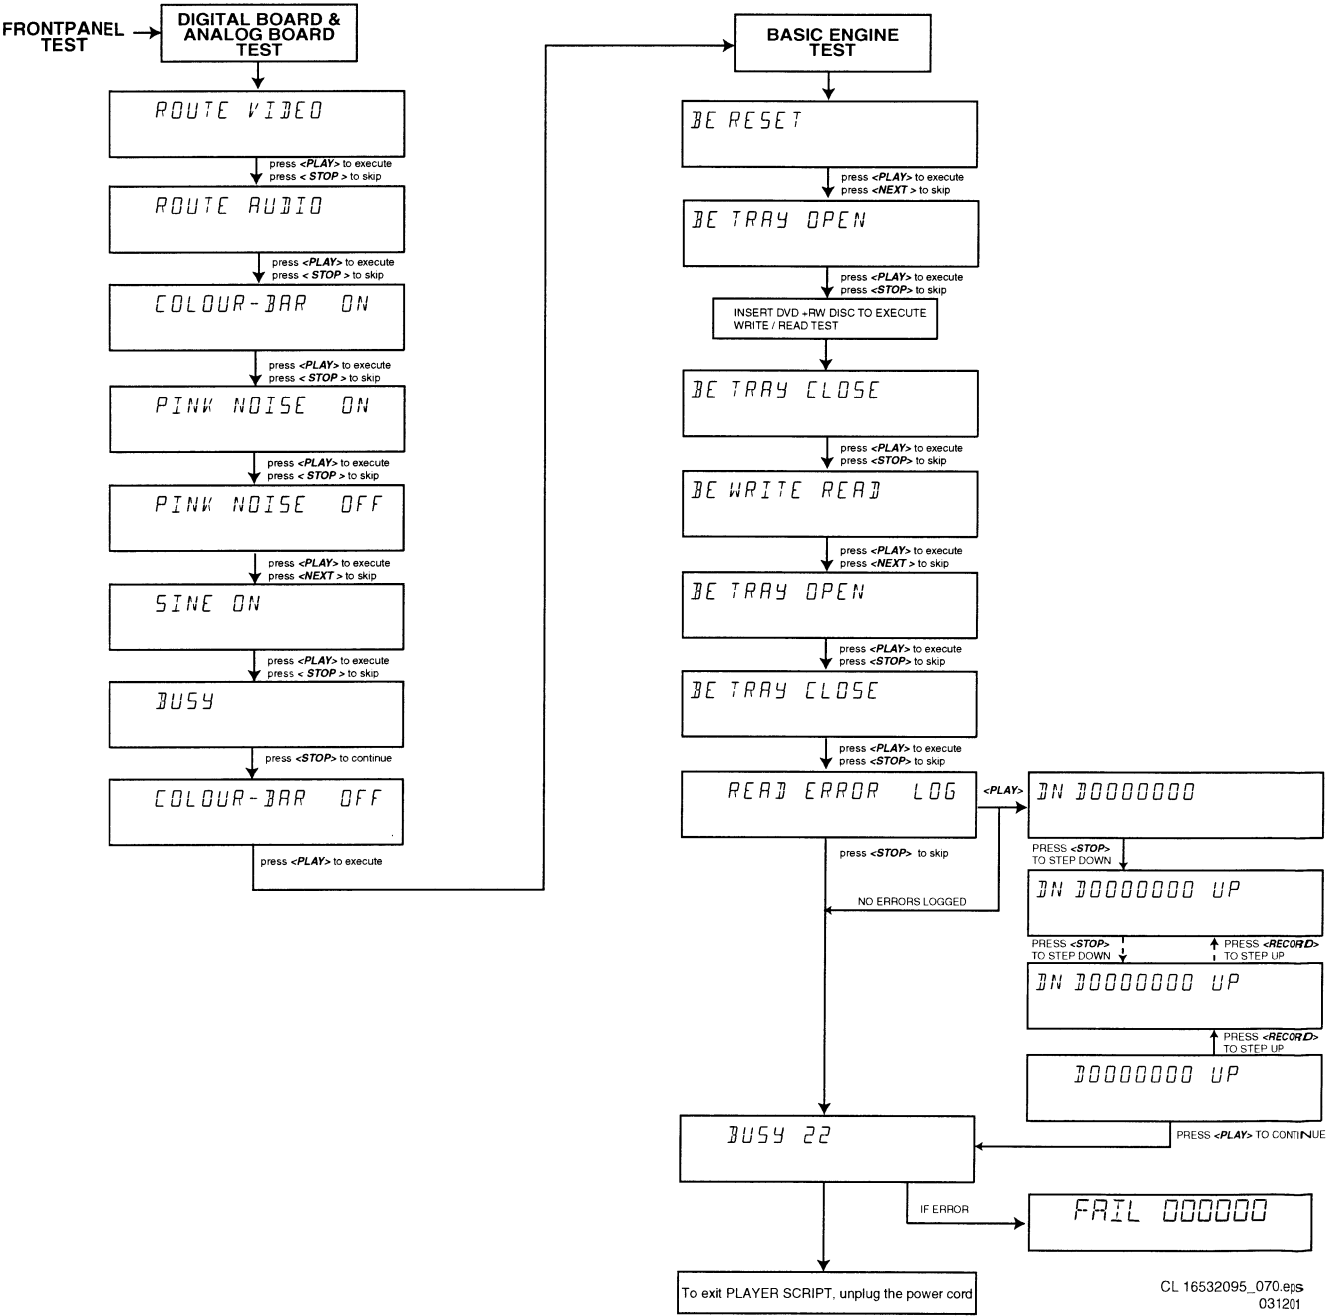 FRONTPANEL
TEST
DIGITAL BOARD &
ANALOG BOARD
TEST
ROUTE VIDEO
press <PLAY> to execute
press < STOP > to skip
ROUTE AUDIO
press <PLAY> to execute
press < STOP > to skip
COLOUR-BAR ON
press <PLAY> to execute
press < STOP > to skip
PINK NOISE ON
press <PLAY> to execute
press < STOP > to skip
PINK NOISE OFF
press <PLAY> to execute
press <NEXT > to skip
SINE ON
press <PLAY> to execute
press < STOP > to skip
BUSY
press <STOP> to continue
COLOUR-BAR OFF
press <PLAY> to execute
BASIC ENGINE
TEST
BE RESET
press <PLAY> to execute
press <NEXT > to skip
BE TRAY OPEN
press <PLAY> to execute
press <STOP> to skip
INSERT DVD +RW DISC TO EXECUTE
WRITE / READ TEST
BE TRAY CLOSE
press <PLAY> to execute
press <STOP> to skip
BE WRITE READ
press <PLAY> to execute
press <NEXT > to skip
BE TRAY OPEN
press <PLAY> to execute
press <STOP> to skip
BE TRAY CLOSE
press <PLAY> to execute
press <STOP> to skip
READ ERROR LOG
<PLAY>
press <STOP> to skip
NO ERRORS LOGGED
DN D0000000
PRESS <STOP>
TO STEP DOWN
DN D0000000 UP
PRESS <STOP>
TO STEP DOWN
PRESS <RECORD>
TO STEP UP
DN D0000000 UP
PRESS <RECORD>
TO STEP UP
D0000000 UP
PRESS <PLAY> TO CONTINUE
BUSY 22
IF ERROR
FAIL 000000
To exit PLAYER SCRIPT, unplug the power cord
CL 16532095_070.eps
031201